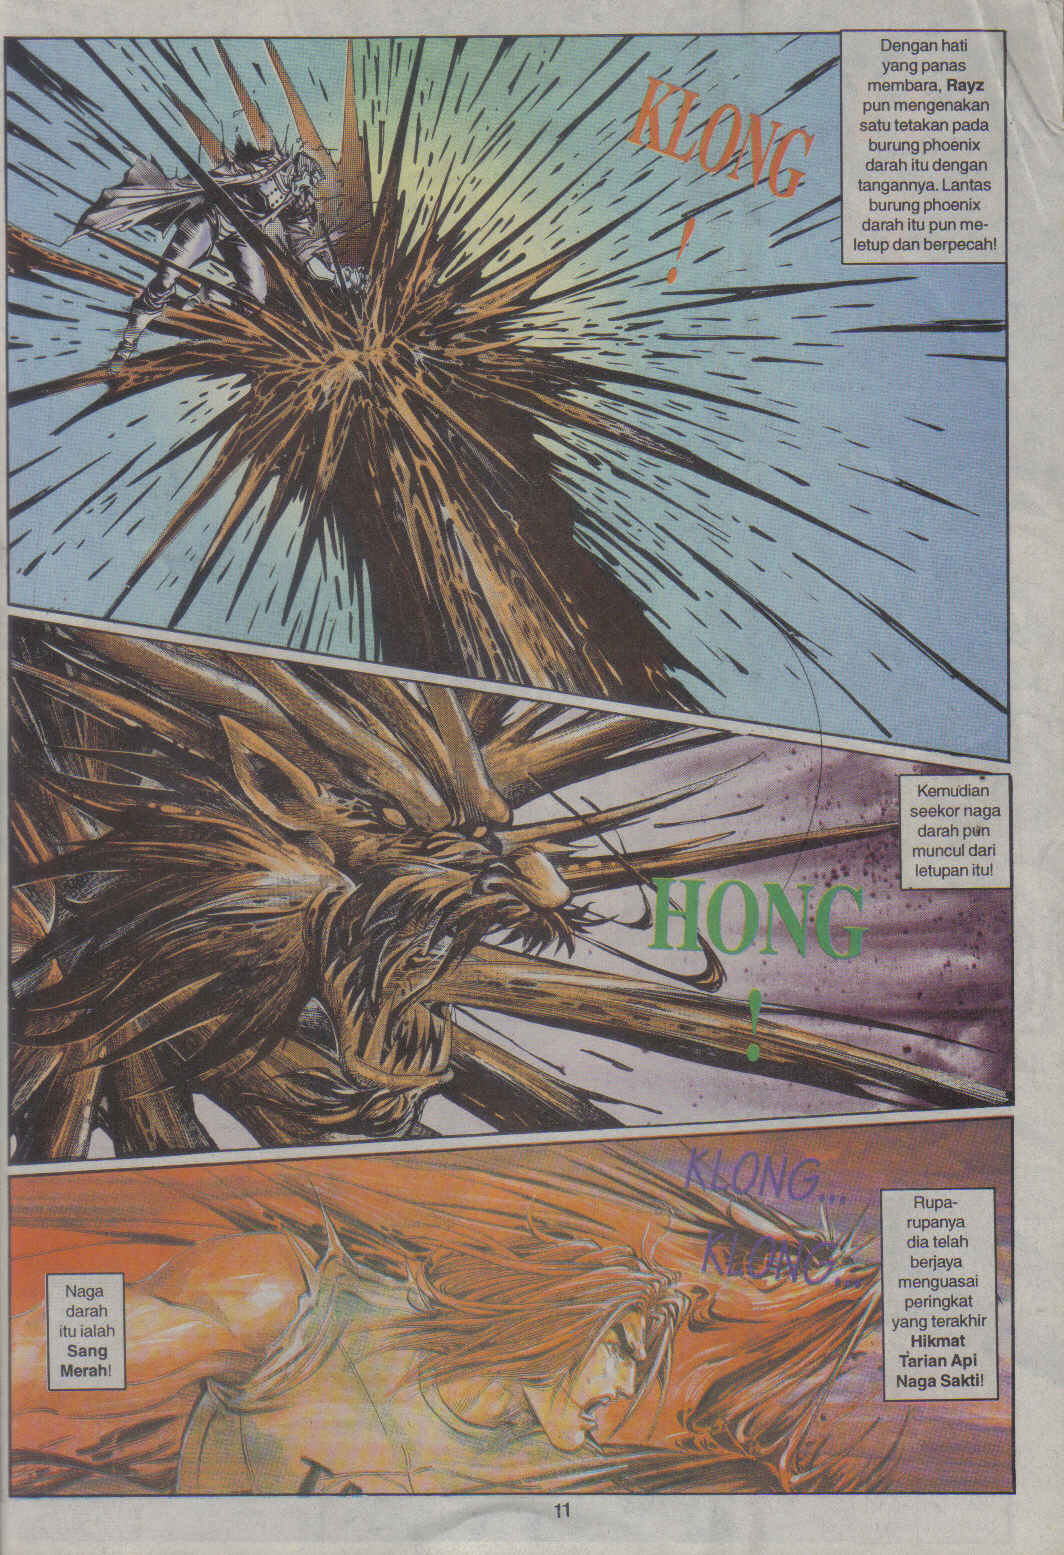 Dengan hati
yang panas
membara, Rayz
pun mengenakan
satu tetakan pada
burung phoenix
darah itu dengan
tangannya. Lantas
burung phoenix
darah itu pun me-
letup dan berpecah!
KLONG
!
Kemudian
seekor naga
darah pun
muncul dari
letupan itu!
HONG
!
KLONG...
KLONG...
Rupa-
rupanya
dia telah
berjaya
menguasai
peringkat
yang terakhir
Hikmat
Tarian Api
Naga Sakti!
Naga
darah
itu ialah
Sang
Merah!
11